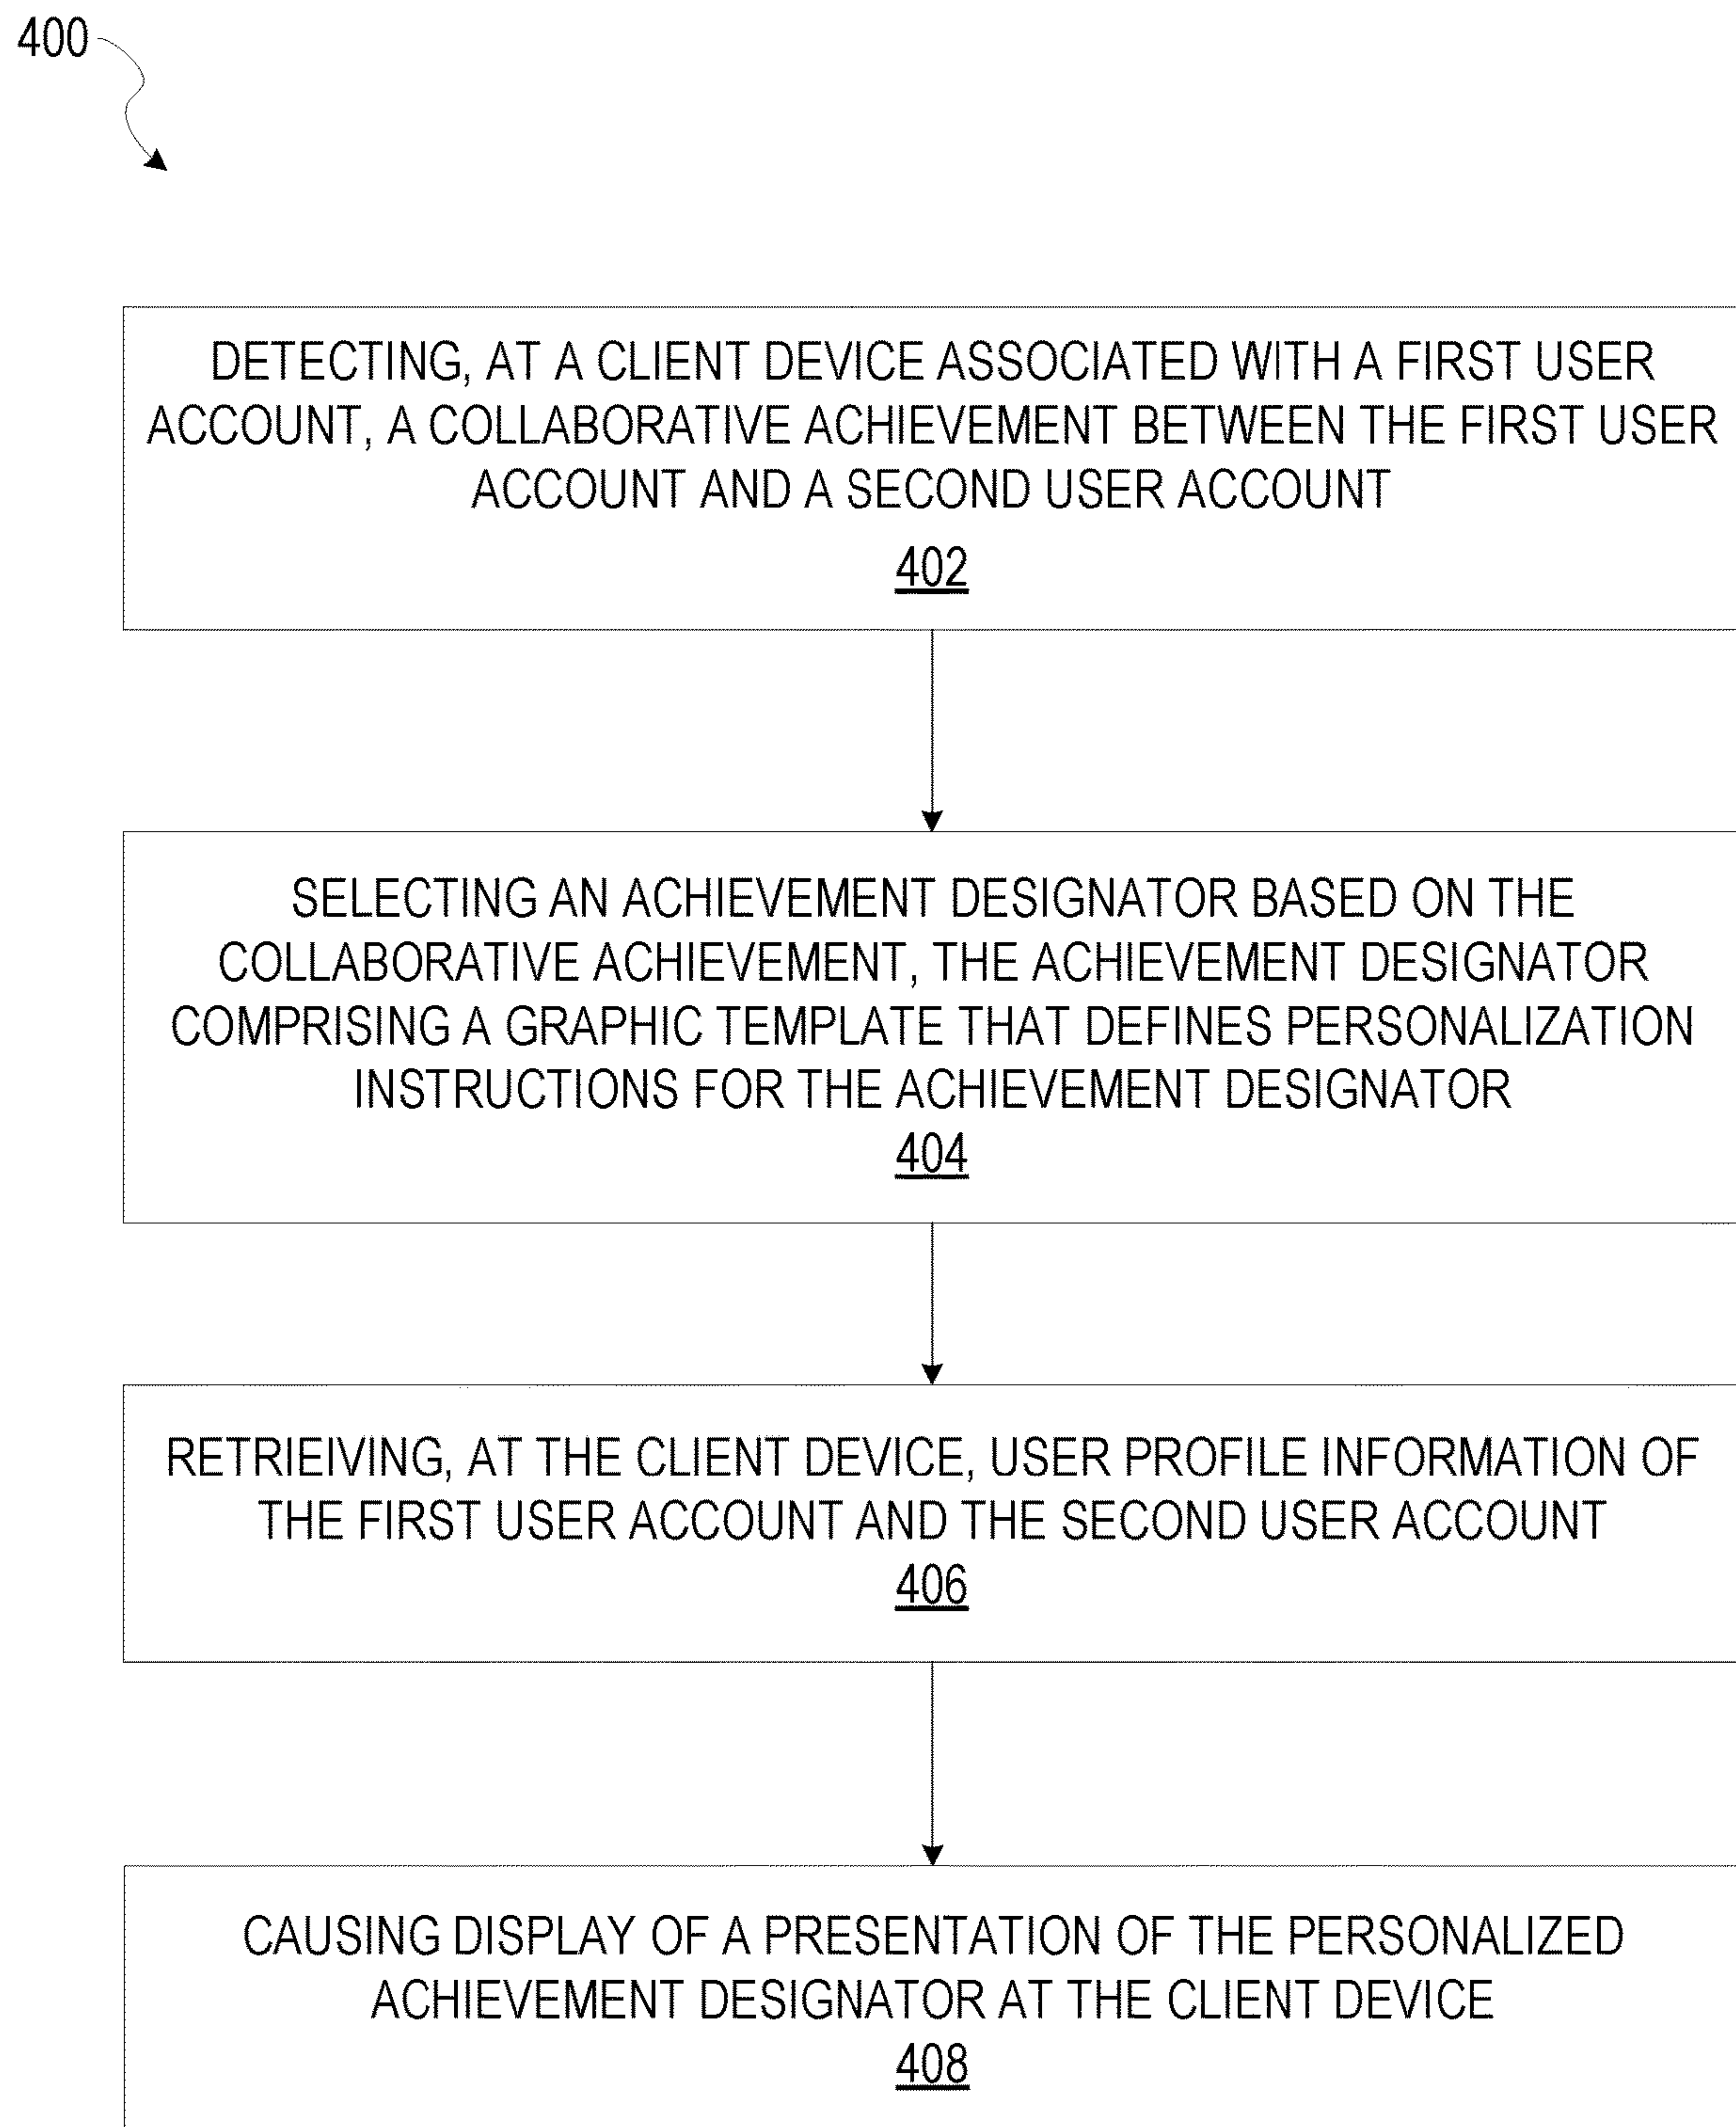 400
DETECTING, AT A CLIENT DEVICE ASSOCIATED WITH A FIRST USER
ACCOUNT, A COLLABORATIVE ACHIEVEMENT BETWEEN THE FIRST USER
ACCOUNT AND A SECOND USER ACCOUNT
402
SELECTING AN ACHIEVEMENT DESIGNATOR BASED ON THE
COLLABORATIVE ACHIEVEMENT, THE ACHIEVEMENT DESIGNATOR
COMPRISING A GRAPHIC TEMPLATE THAT DEFINES PERSONALIZATION
INSTRUCTIONS FOR THE ACHIEVEMENT DESIGNATOR
404
RETRIEIVING, AT THE CLIENT DEVICE, USER PROFILE INFORMATION OF
THE FIRST USER ACCOUNT AND THE SECOND USER ACCOUNT
406
CAUSING DISPLAY OF A PRESENTATION OF THE PERSONALIZED
ACHIEVEMENT DESIGNATOR AT THE CLIENT DEVICE
408